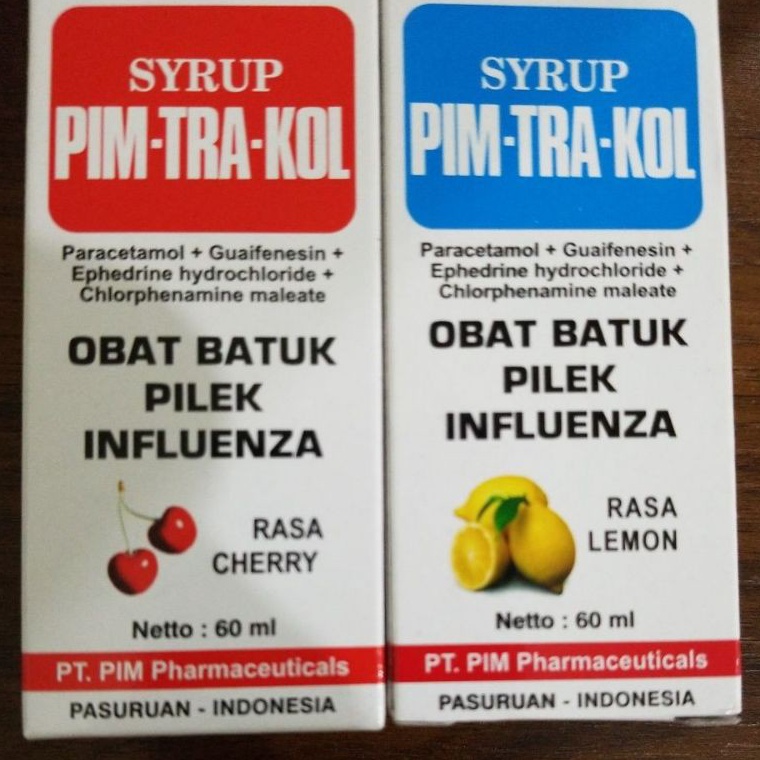 SYRUP
PIM-TRA-KOL
Paracetamol + Guaifenesin +
Ephedrine hydrochloride +
Chlorphenamine maleate
OBAT BATUK
PILEK
INFLUENZA
RASA
CHERRY
Netto : 60 ml
PT. PIM Pharmaceuticals
PASURUAN - INDONESIA
SYRUP
PIM-TRA-KOL
Paracetamol + Guaifenesin +
Ephedrine hydrochloride +
Chlorphenamine maleate
OBAT BATUK
PILEK
INFLUENZA
RASA
LEMON
Netto : 60 ml
PT. PIM Pharmaceuticals
PASURUAN - INDONESIA